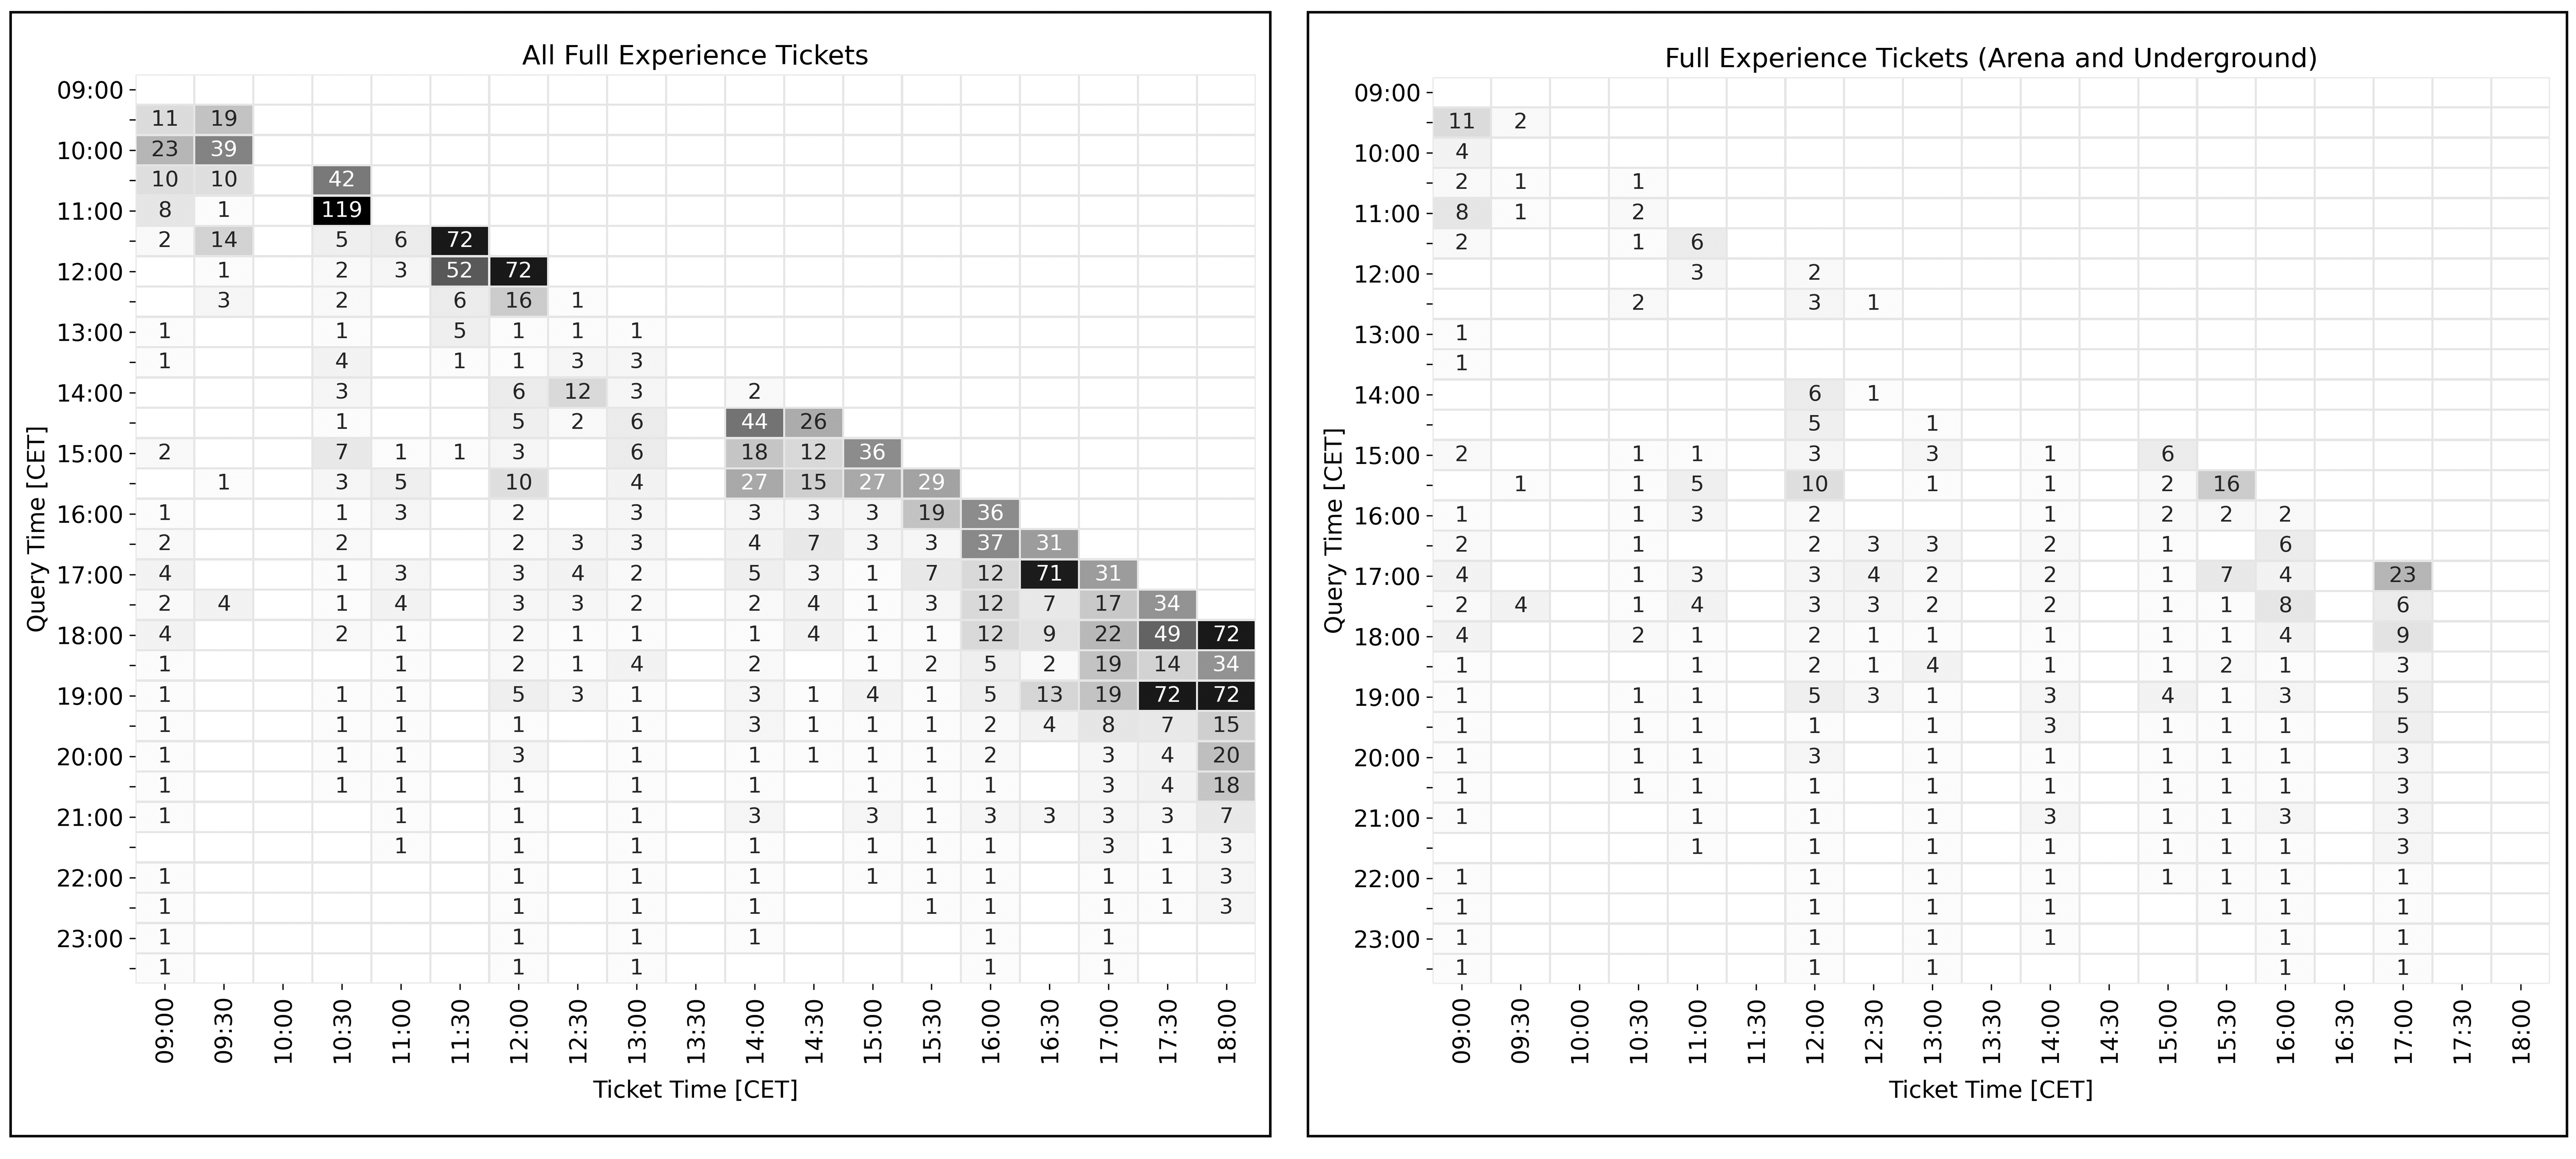 All Full Experience Tickets
09:00
11 19
10:00 23 39
10 10 42
11:00 8 1 119
2 14 5 6 72
12:00 1 2 3 52 72
3 2 6 16 1
13:00 1 1 5 1 1 1
1 4 1 1 3 3
14:00 3 6 12 3 2
1 5 2 6 44 26
15:00 2 7 1 1 3 6 18 12 36
1 3 5 10 4 27 15 27 29
16:00 1 1 3 2 3 3 3 3 19 36
2 2 2 3 3 4 7 3 3 37 31
17:00 4 1 3 3 4 2 5 3 1 7 12 71 31
2 4 1 4 3 3 2 2 4 1 3 12 7 17 34
18:00 4 2 1 2 1 1 1 4 1 1 12 9 22 49 72
1 1 2 1 4 2 1 2 5 2 19 14 34
19:00 1 1 1 5 3 1 3 1 4 1 5 13 19 72 72
1 1 1 1 1 3 1 1 1 2 4 8 7 15
20:00 1 1 1 3 1 1 1 1 1 2 3 4 20
1 1 1 1 1 1 1 1 1 3 4 18
21:00 1 1 1 1 3 3 1 3 3 3 3 7
1 1 1 1 1 1 1 3 1 3
22:00 1 1 1 1 1 1 1 1 1 3
1 1 1 1 1 1 1 1 3
23:00 1 1 1 1 1 1
1 1 1 1 1
09:00 09:30 10:00 10:30 11:00 11:30 12:00 12:30 13:00 13:30 14:00 14:30 15:00 15:30 16:00 16:30 17:00 17:30 18:00
Ticket Time [CET]
Query Time [CET]
Full Experience Tickets (Arena and Underground)
09:00
11 2
10:00 4
2 1 1
11:00 8 1 2
2 1 6
12:00 3 2
2 3 1
13:00 1
1
14:00 6 1
5 1
15:00 2 1 1 3 3 1 6
1 1 5 10 1 1 2 16
16:00 1 1 3 2 1 2 2 2
2 1 2 3 3 2 1 6
17:00 4 1 3 3 4 2 2 1 7 4 23
2 4 1 4 3 3 2 2 1 1 8 6
18:00 4 2 1 2 1 1 1 1 1 4 9
1 1 2 1 4 1 1 2 1 3
19:00 1 1 1 5 3 1 3 4 1 3 5
1 1 1 1 1 3 1 1 1 5
20:00 1 1 1 3 1 1 1 1 1 3
1 1 1 1 1 1 1 1 1 3
21:00 1 1 1 1 3 1 1 3 3
1 1 1 1 1 1 1 3
22:00 1 1 1 1 1 1 1 1
1 1 1 1 1 1 1
23:00 1 1 1 1 1 1
1 1 1 1 1
09:00 09:30 10:00 10:30 11:00 11:30 12:00 12:30 13:00 13:30 14:00 14:30 15:00 15:30 16:00 16:30 17:00 17:30 18:00
Ticket Time [CET]
Query Time [CET]